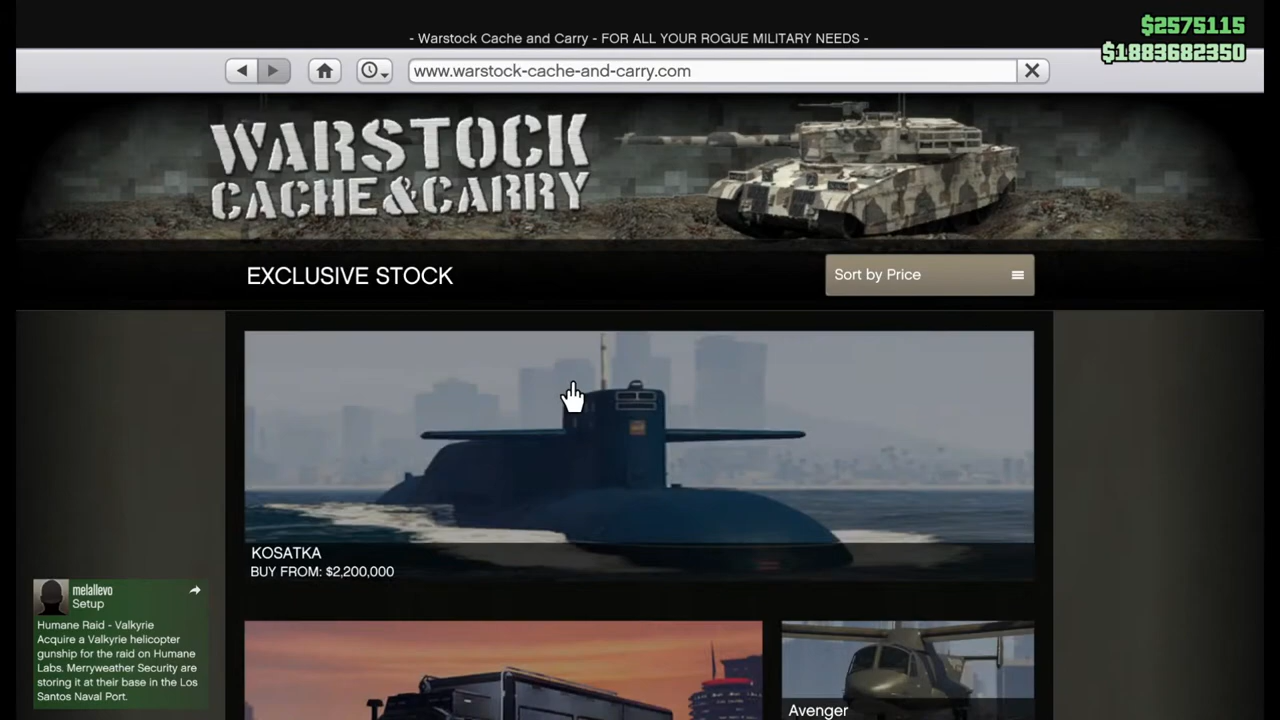 - Warstock Cache and Carry - FOR ALL YOUR ROGUE MILITARY NEEDS -
$2575115
$1883682350
www.warstock-cache-and-carry.com
WARSTOCK
CACHE&CARRY
EXCLUSIVE STOCK
Sort by Price
KOSATKA
BUY FROM: $2,200,000
melallevo
Setup
Humane Raid - Valkyrie
Acquire a Valkyrie helicopter
gunship for the raid on Humane
Labs. Merryweather Security are
storing it at their base in the Los
Santos Naval Port.
Avenger